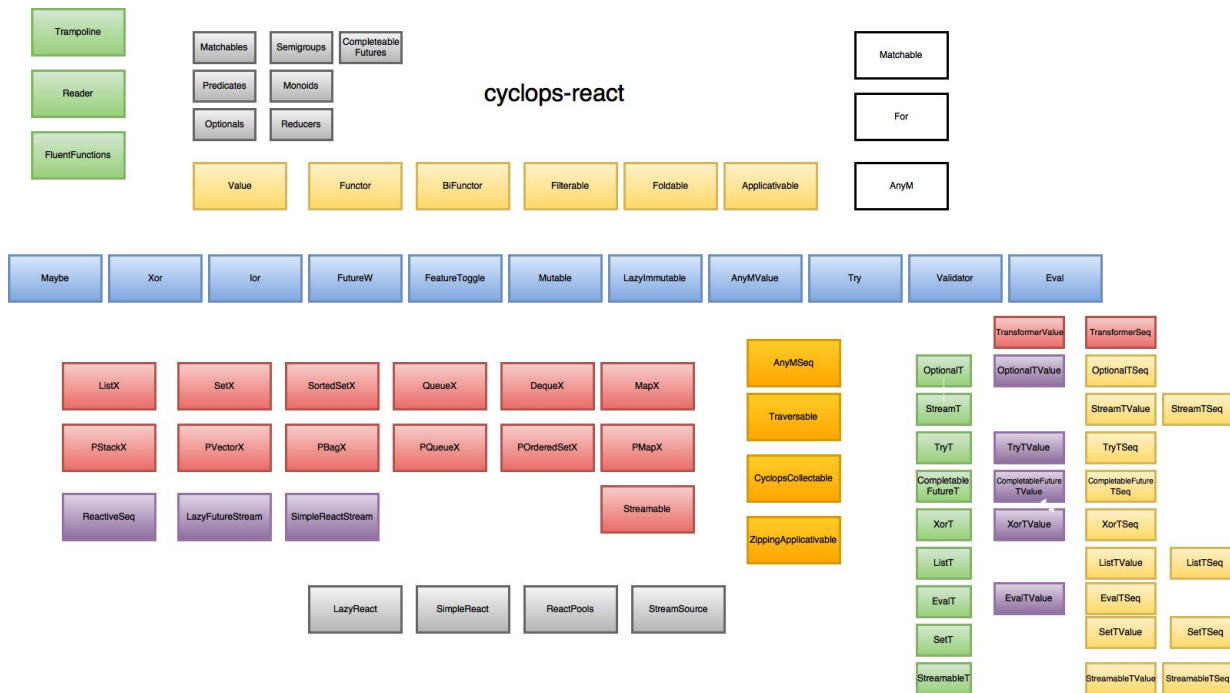 Trampoline
Reader
FluentFunctions
Matchables
Semigroups
Completeable
Futures
Predicates
Monoids
Optionals
Reducers
cyclops-react
Matchable
For
AnyM
Value
Functor
BiFunctor
Filterable
Foldable
Applicativable
Maybe
Xor
Ior
FutureW
FeatureToggle
Mutable
LazyImmutable
AnyMValue
Try
Validator
Eval
ListX
SetX
SortedSetX
QueueX
DequeX
MapX
PStackX
PVectorX
PBagX
PQueueX
POrderedSetX
PMapX
ReactiveSeq
LazyFutureStream
SimpleReactStream
Streamable
LazyReact
SimpleReact
ReactPools
StreamSource
AnyMSeq
Traversable
CyclopsCollectable
ZippingApplicativable
TransformerValue
TransformerSeq
OptionalT
OptionalTValue
OptionalTSeq
StreamT
StreamTValue
StreamTSeq
TryT
TryTValue
TryTSeq
Completable
FutureT
CompletableFuture
TValue
CompletableFuture
TSeq
XorT
XorTValue
XorTSeq
ListT
ListTValue
ListTSeq
EvalT
EvalTValue
EvalTSeq
SetT
SetTValue
SetTSeq
StreamableT
StreamableTValue
StreamableTSeq